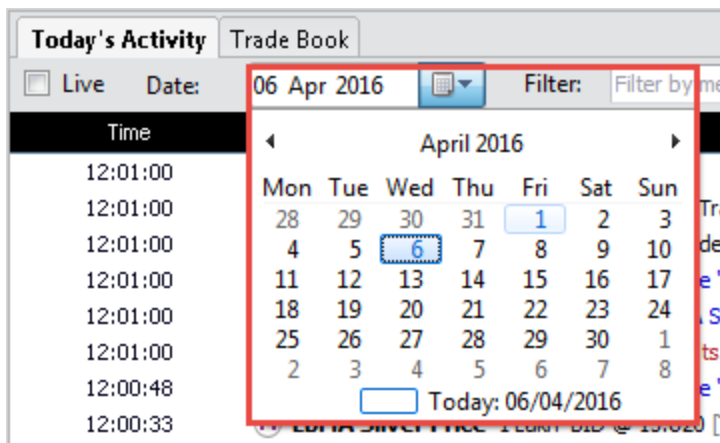 Today's Activity Trade Book
Live Date: 06 Apr 2016 Filter: Filter by me
Time
April 2016
12:01:00
Mon Tue Wed Thu Fri Sat Sun
12:01:00 28 29 30 31 1 2 3
12:01:00 4 5 6 7 8 9 10
12:01:00 11 12 13 14 15 16 17
12:01:00 18 19 20 21 22 23 24
12:01:00 25 26 27 28 29 30 1
12:00:48 2 3 4 5 6 7 8
Today: 06/04/2016
12:00:33